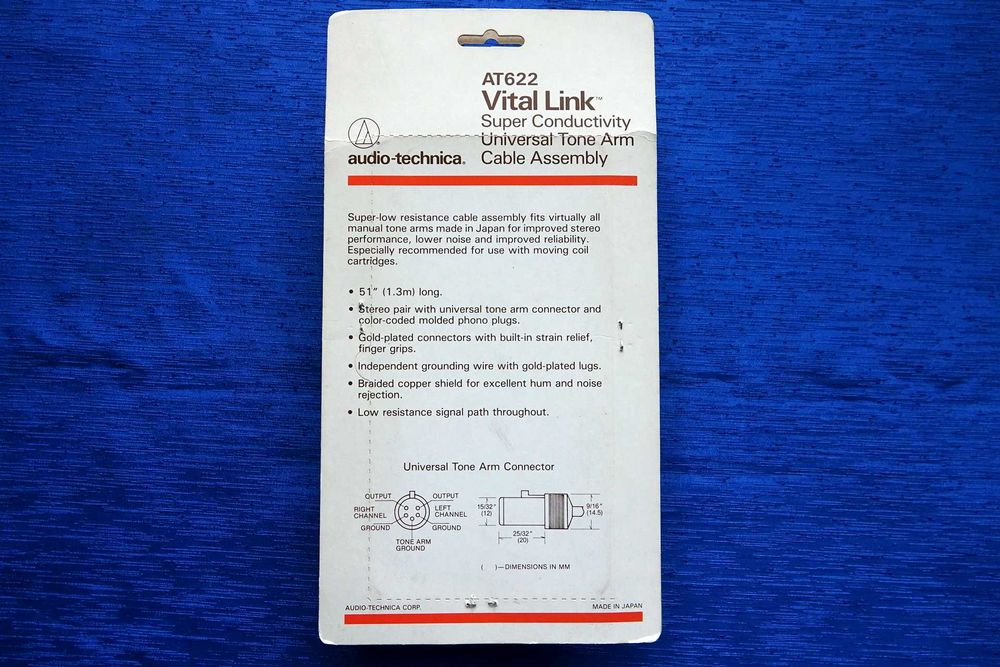 AT622
Vital Link™
Super Conductivity
Universal Tone Arm
Cable Assembly
audio-technica®
Super-low resistance cable assembly fits virtually all
manual tone arms made in Japan for improved stereo
performance, lower noise and improved reliability.
Especially recommended for use with moving coil
cartridges.
• 51" (1.3m) long.
• Stereo pair with universal tone arm connector and
color-coded molded phono plugs.
• Gold-plated connectors with built-in strain relief,
finger grips.
• Independent grounding wire with gold-plated lugs.
• Braided copper shield for excellent hum and noise
rejection.
• Low resistance signal path throughout.
Universal Tone Arm Connector
OUTPUT
RIGHT
CHANNEL
GROUND
OUTPUT
LEFT
CHANNEL
GROUND
TONE ARM
GROUND
15/32"
(12)
25/32"
(20)
9/16"
(14.5)
( )—DIMENSIONS IN MM
AUDIO-TECHNICA CORP.
MADE IN JAPAN